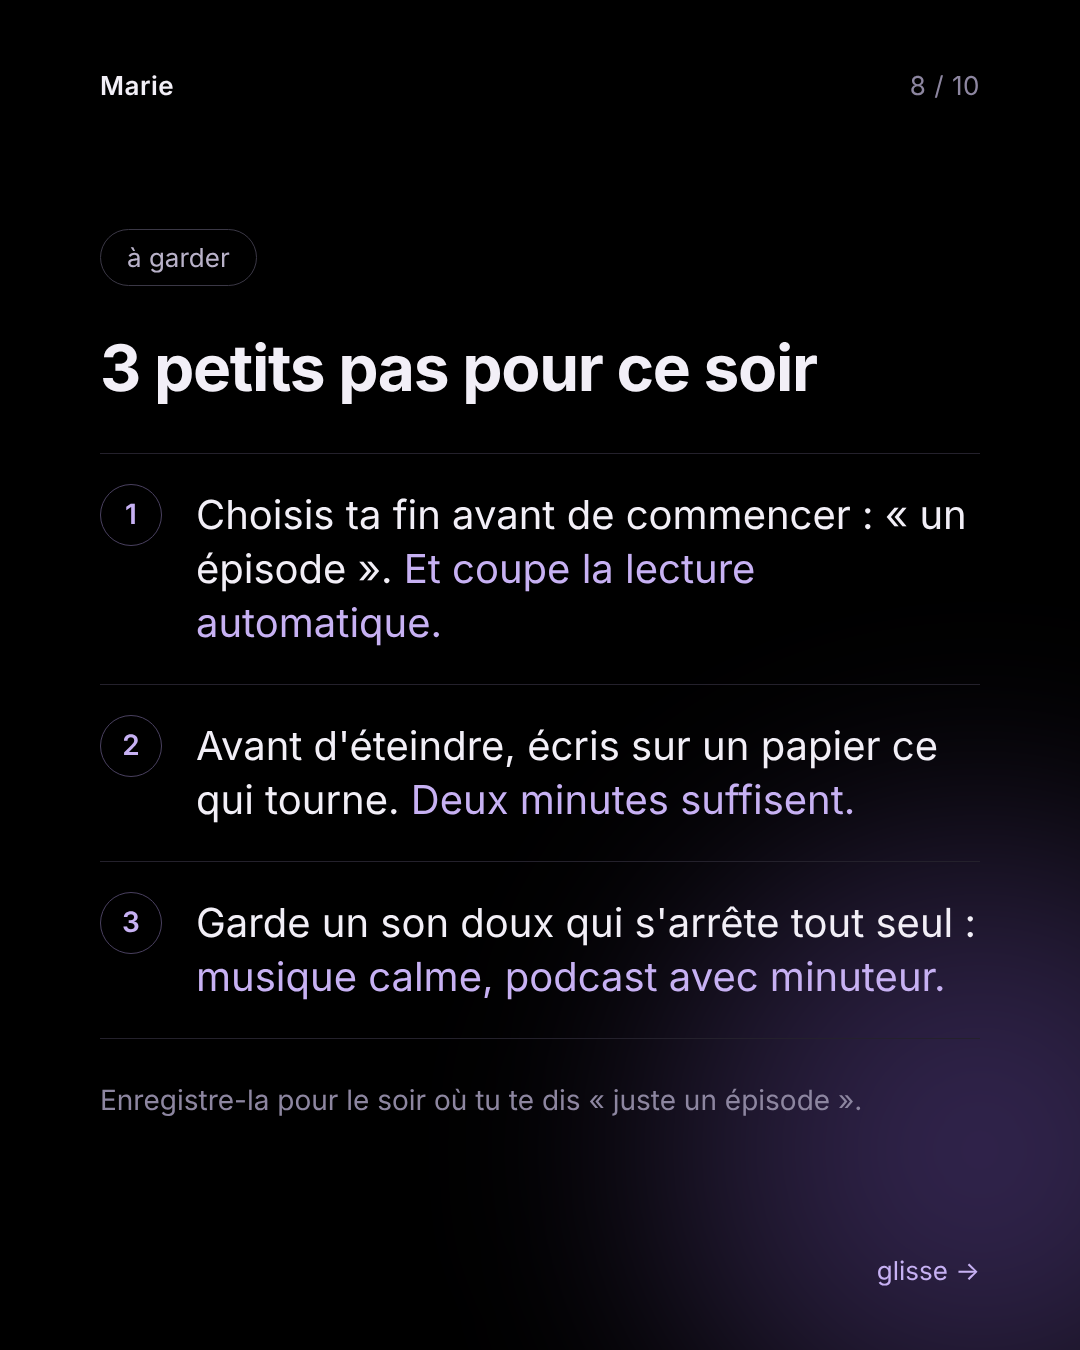 Marie
8 / 10
à garder
3 petits pas pour ce soir
1
Choisis ta fin avant de commencer : « un
épisode ». Et coupe la lecture
automatique.
2
Avant d'éteindre, écris sur un papier ce
qui tourne. Deux minutes suffisent.
3
Garde un son doux qui s'arrête tout seul :
musique calme, podcast avec minuteur.
Enregistre-la pour le soir où tu te dis « juste un épisode ».
glisse →